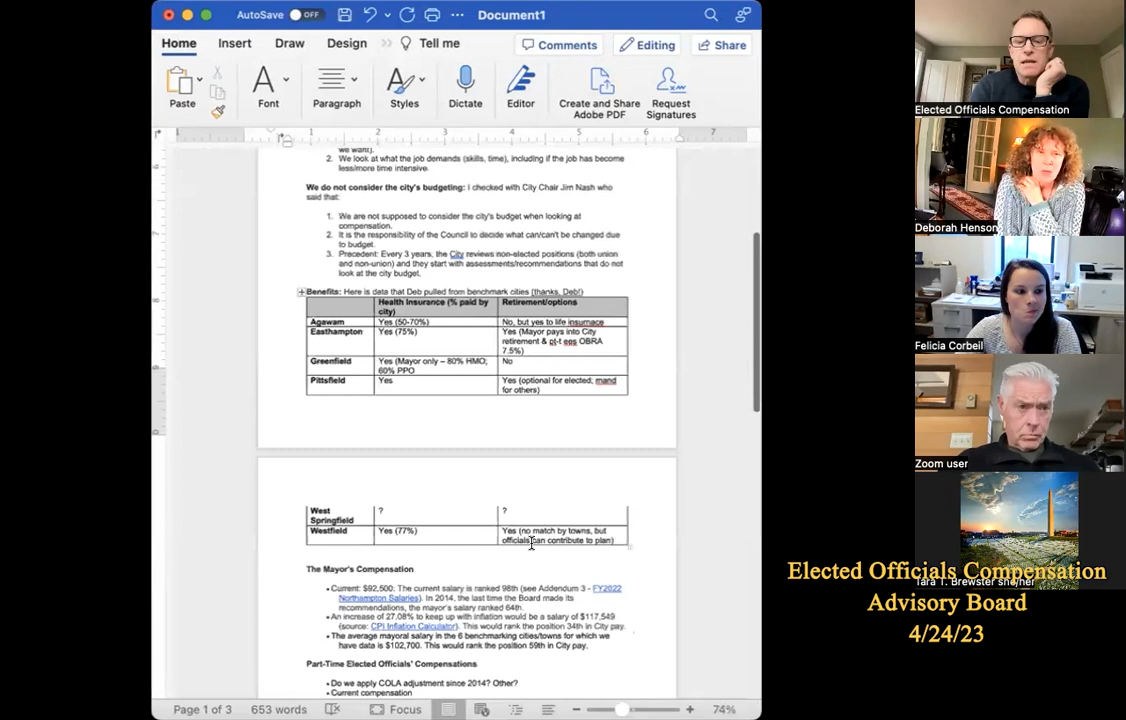 AutoSave OFF Document1
Home Insert Draw Design Tell me Comments Editing Share
Paste Font Paragraph Styles Dictate Editor Create and Share Adobe PDF Request Signatures
1 2 3 4 5 6 7
we want).
2. We look at what the job demands (skills, time), including if the job has become
less/more time intensive.
We do not consider the city's budgeting: I checked with City Chair Jim Nash who
said that:
1. We are not supposed to consider the city's budget when looking at
compensation.
2. It is the responsibility of the Council to decide what can/can't be changed due
to budget.
3. Precedent: Every 3 years, the City reviews non-elected positions (both union
and non-union) and they start with assessments/recommendations that do not
look at the city budget.
Benefits: Here is data that Deb pulled from benchmark cities (thanks, Deb!)
Health Insurance (% paid by city) Retirement/options
Agawam Yes (50-70%) No, but yes to life insurnace
Easthampton Yes (75%) Yes (Mayor pays into City
retirement & pt-t ees OBRA
7.5%)
Greenfield Yes (Mayor only – 80% HMO; No
60% PPO
Pittsfield Yes Yes (optional for elected; mand
for others)
West ? ?
Springfield
Westfield Yes (77%) Yes (no match by towns, but
officials can contribute to plan)
The Mayor's Compensation
• Current: $92,500: The current salary is ranked 98th (see Addendum 3 - FY2022
Northampton Salaries). In 2014, the last time the Board made its
recommendations, the mayor's salary ranked 64th.
• An increase of 27.08% to keep up with inflation would be a salary of $117,549
(source: CPI Inflation Calculator). This would rank the position 34th in City pay.
• The average mayoral salary in the 6 benchmarking cities/towns for which we
have data is $102,700. This would rank the position 59th in City pay.
Part-Time Elected Officials' Compensations
• Do we apply COLA adjustment since 2014? Other?
• Current compensation
Page 1 of 3 653 words Focus 74%
Elected Officials Compensation
Deborah Henson
Felicia Corbeil
Zoom user
Tara T. Brewster she/her
Elected Officials Compensation
Advisory Board
4/24/23